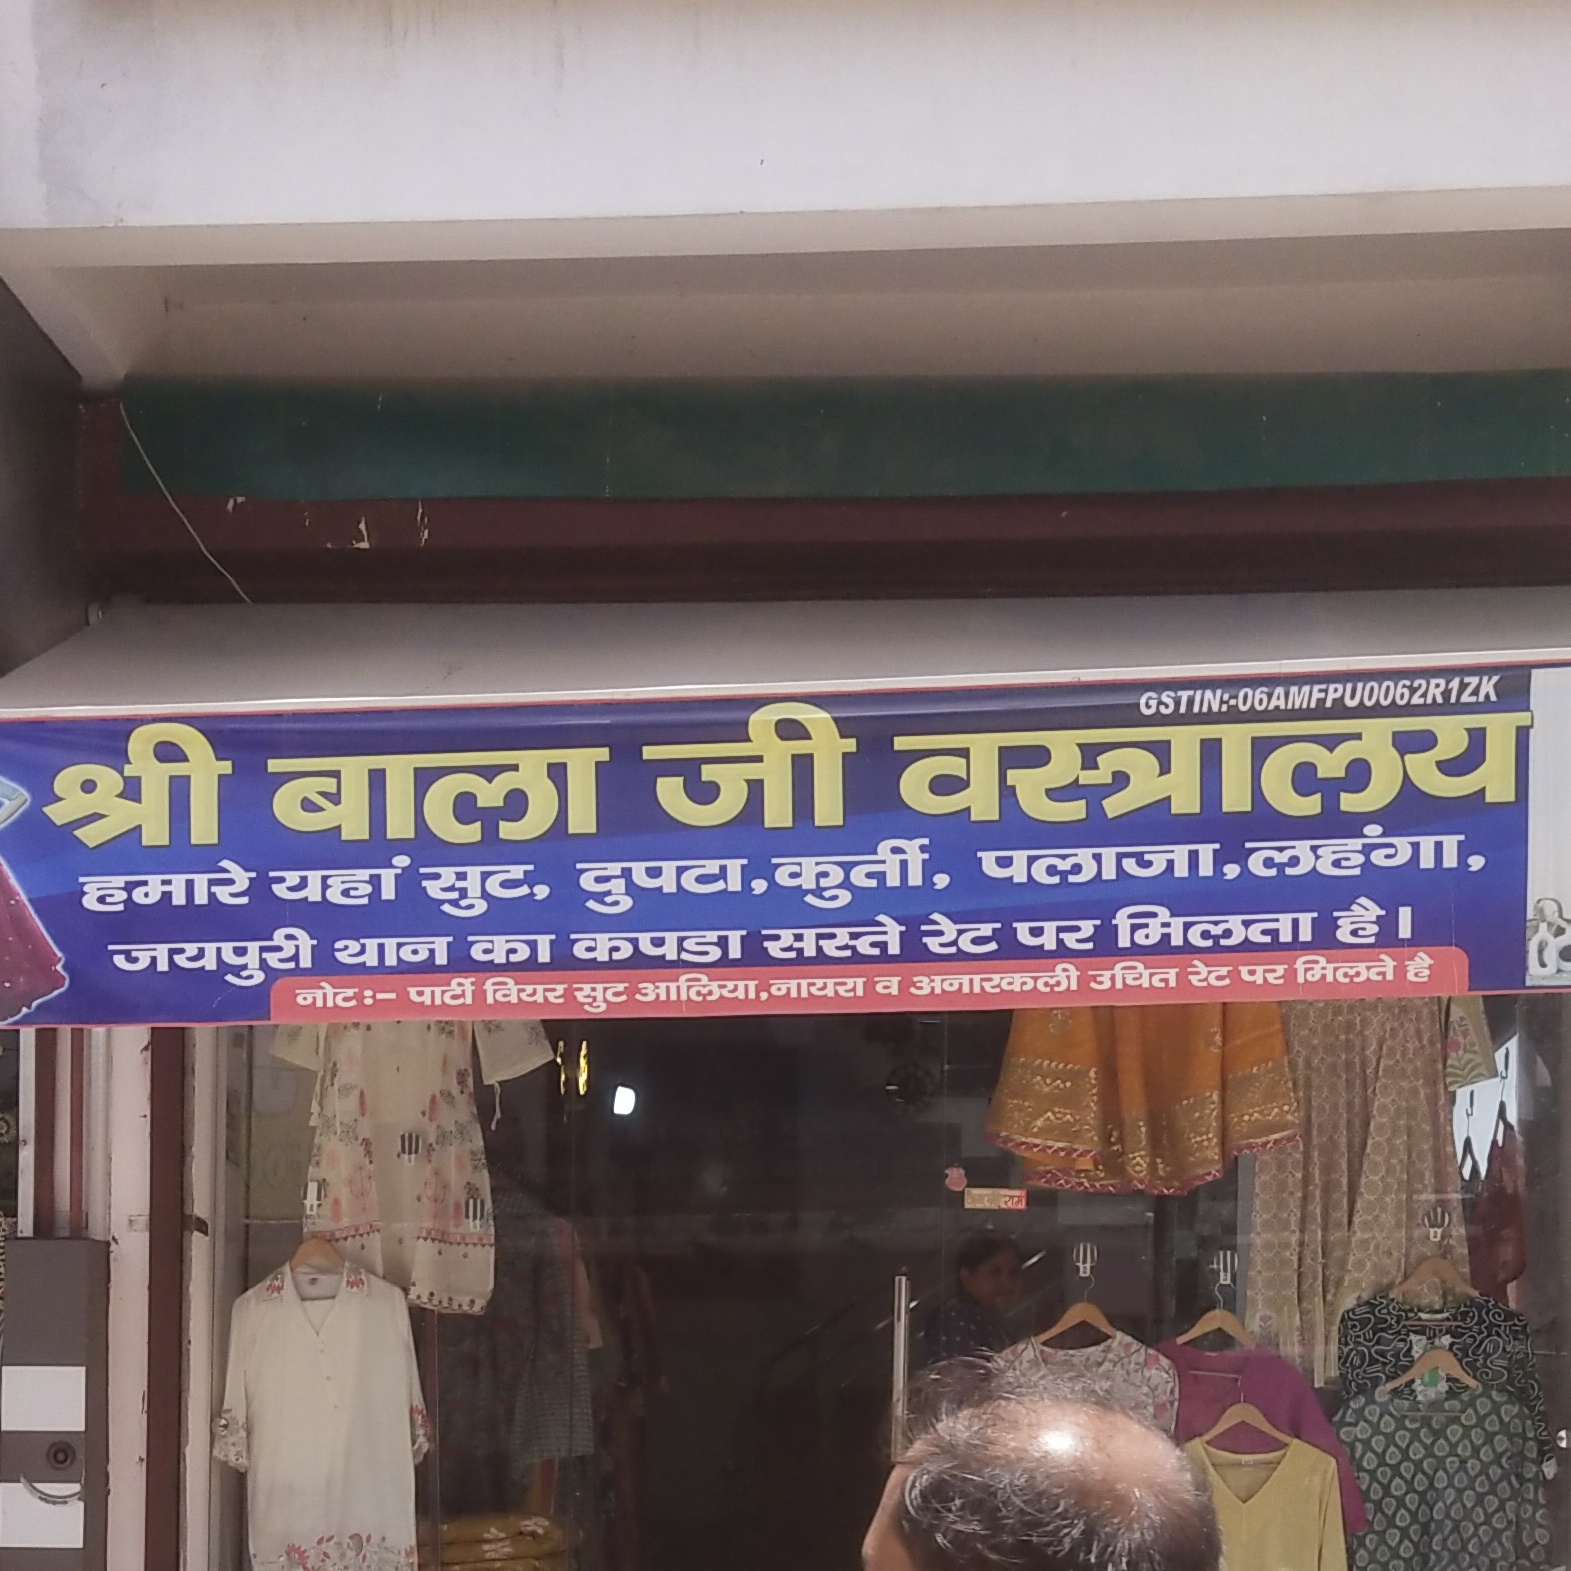 GSTIN:-06AMFPU0062R1ZK
श्री बाला जी वस्त्रालय
हमारे यहां सुट, दुपटा,कुर्ती, पलाजा,लहंगा,
जयपुरी थान का कपडा सस्ते रेट पर मिलता है।
नोट:- पार्टी वियर सुट आलिया,नायरा व अनारकली उचित रेट पर मिलते है
राम